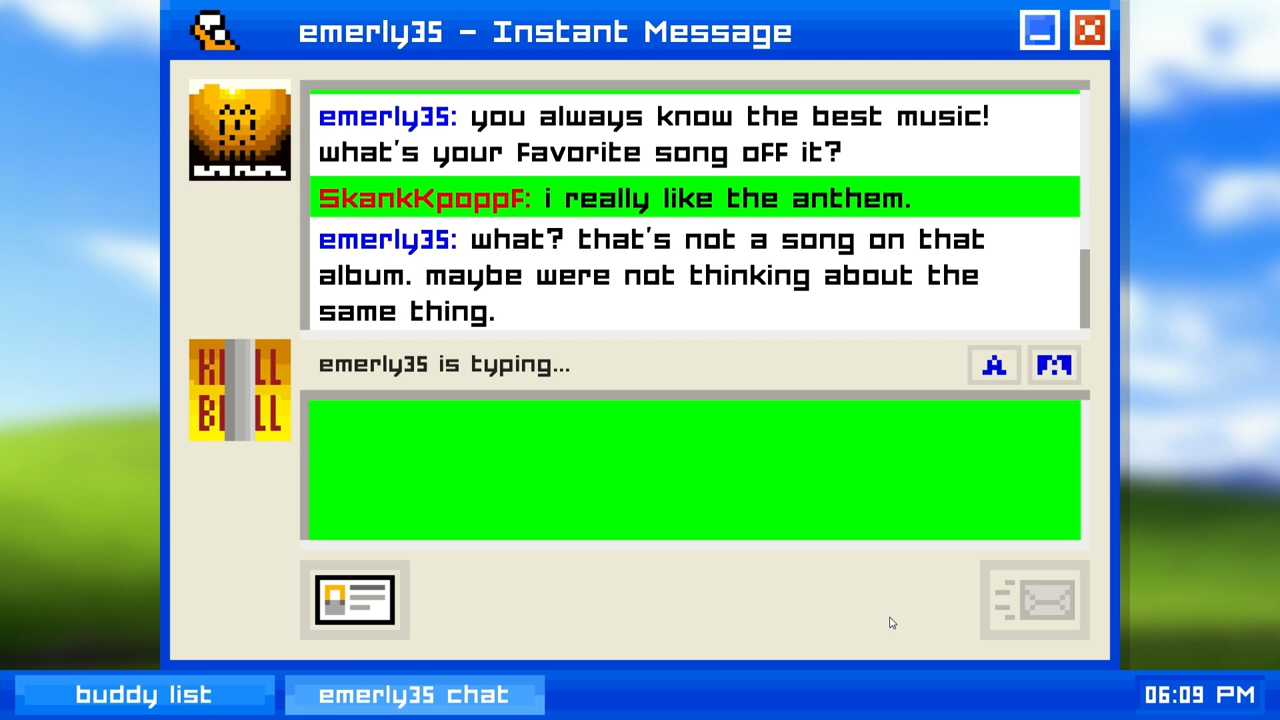 emerly35 - Instant Message
emerly35: you always know the best music!
what's your favorite song off it?
SkankKpoppf: i really like the anthem.
emerly35: what? that's not a song on that
album. maybe were not thinking about the
same thing.
KILL
BILL
emerly35 is typing...
A
buddy list
emerly35 chat
06:09 PM